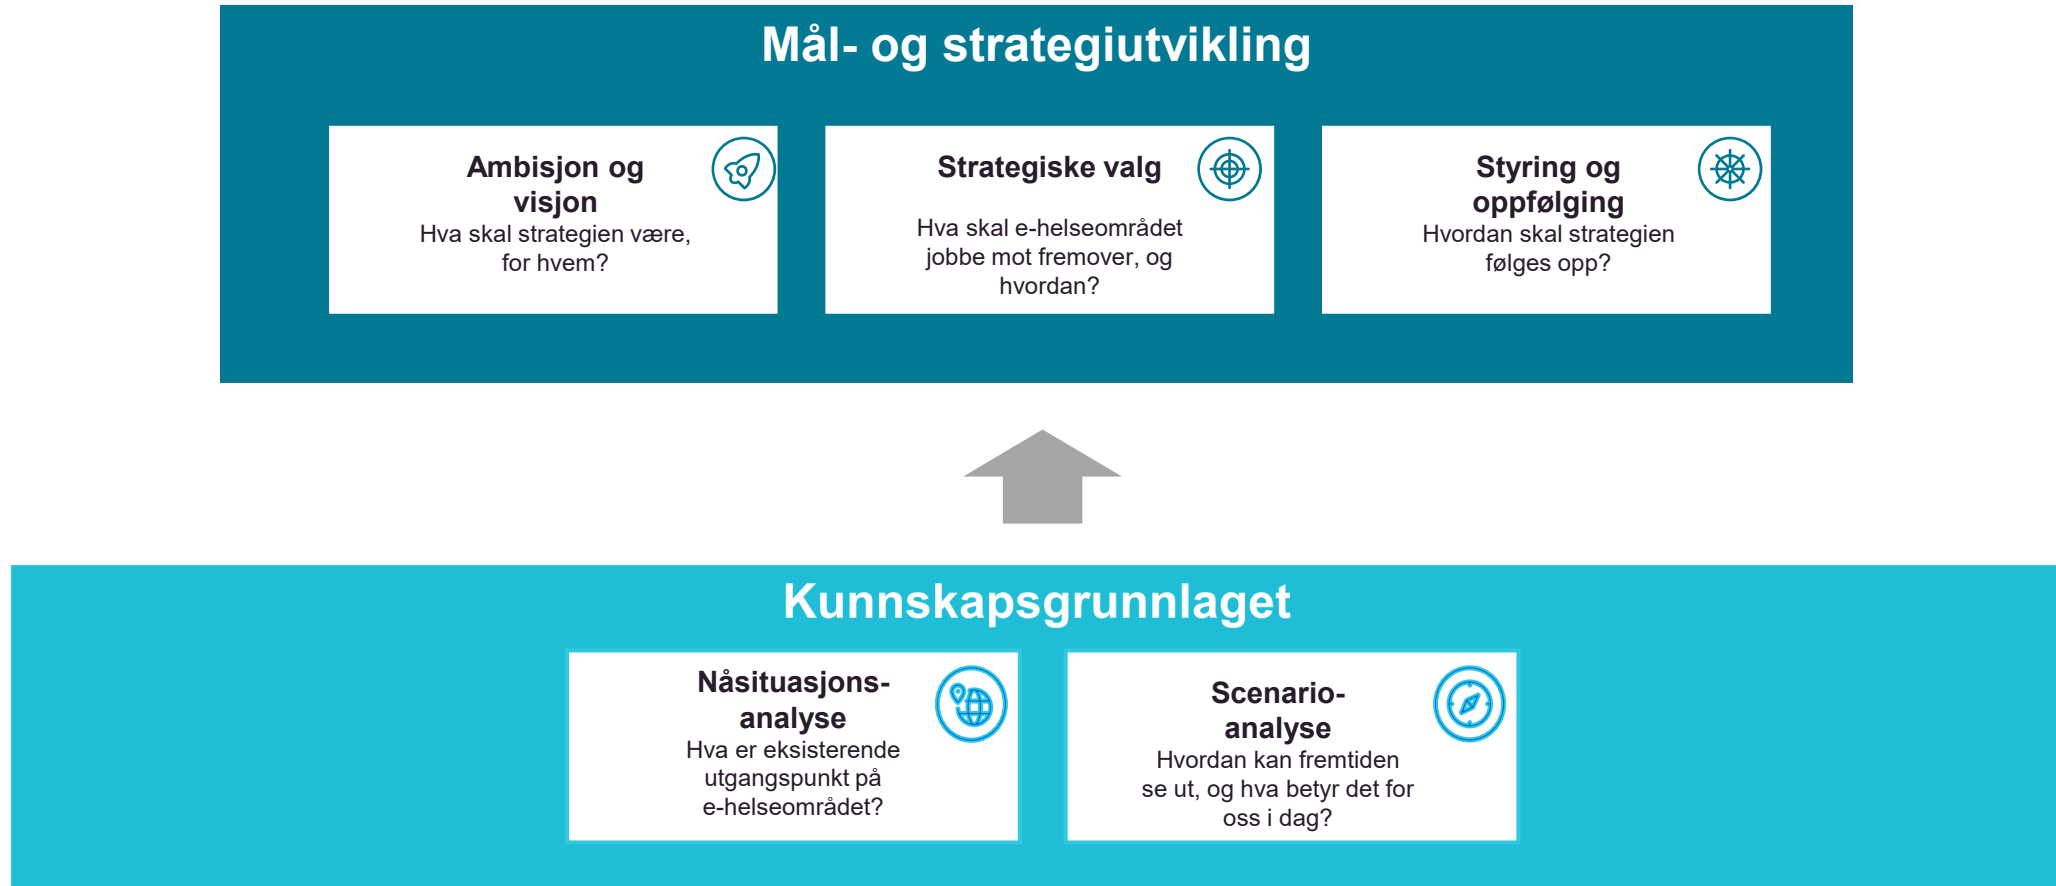 Mål- og strategiutvikling
Ambisjon og
visjon
Hva skal strategien være,
for hvem?
Strategiske valg
Hva skal e-helseområdet
jobbe mot fremover, og
hvordan?
Styring og
oppfølging
Hvordan skal strategien
følges opp?
Kunnskapsgrunnlaget
Nåsituasjons-
analyse
Hva er eksisterende
utgangspunkt på
e-helseområdet?
Scenario-
analyse
Hvordan kan fremtiden
se ut, og hva betyr det for
oss i dag?